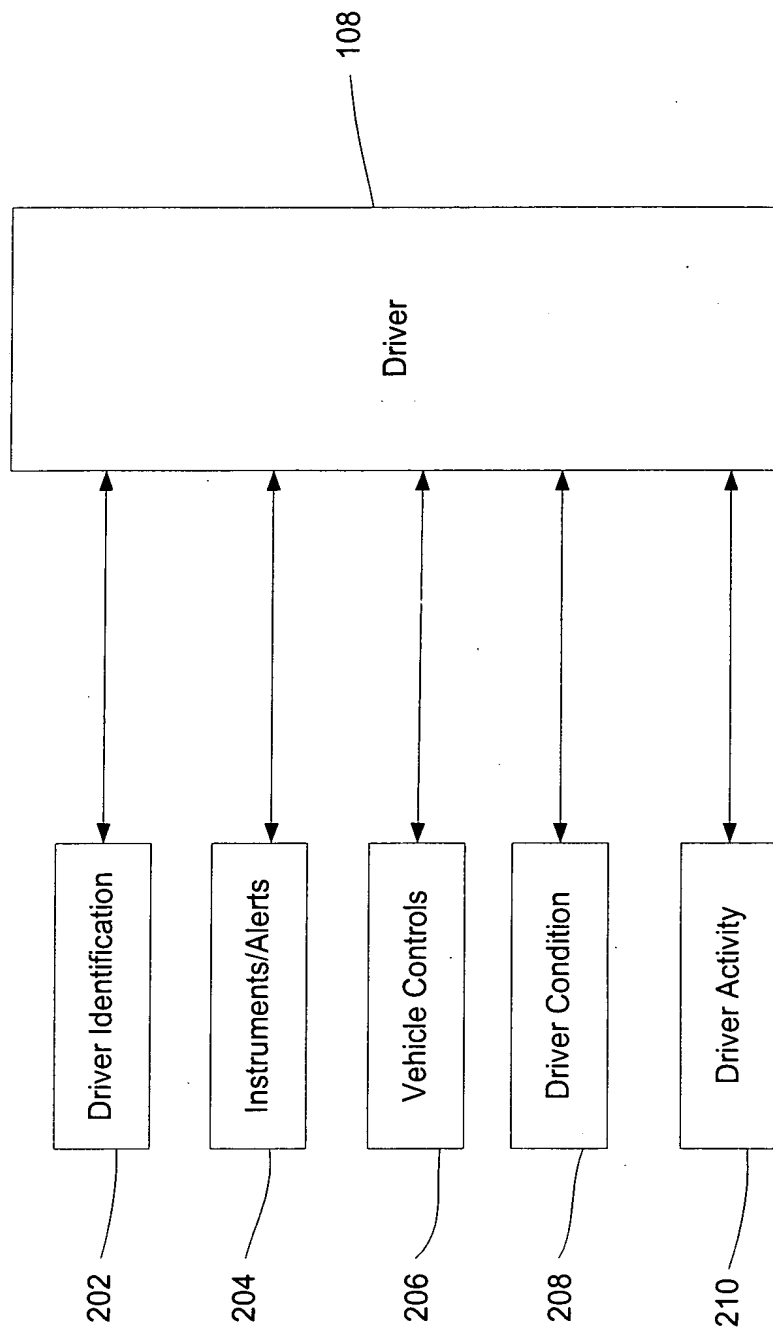 108
Driver
Driver Identification
Instruments/Alerts
Vehicle Controls
Driver Condition
Driver Activity
202
204
206
208
210